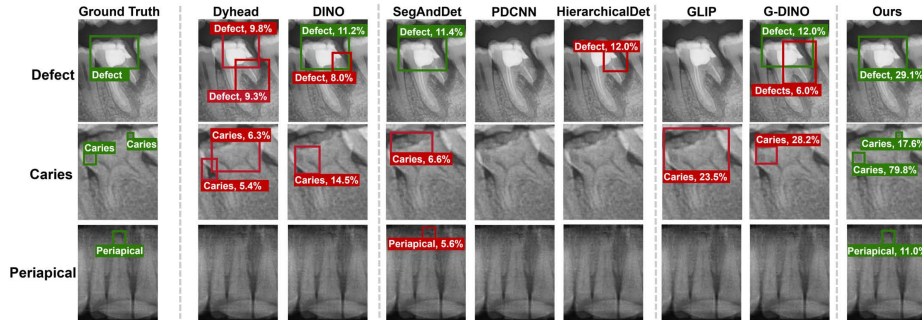 Ground Truth Dyhead DINO SegAndDet PDCNN HierarchicalDet GLIP G-DINO Ours
Defect
Defect
Defect, 9.8%
Defect, 9.3%
Defect, 11.2%
Defect, 8.0%
Defect, 11.4%
Defect, 12.0%
Defect, 12.0%
Defects, 6.0%
Defect, 29.1%
Caries
Caries
Caries
Caries, 6.3%
Caries, 5.4%
Caries, 14.5%
Caries, 6.6%
Caries, 23.5%
Caries, 28.2%
Caries, 17.6%
Caries, 79.8%
Periapical
Periapical
Periapical, 5.6%
Periapical, 11.0%